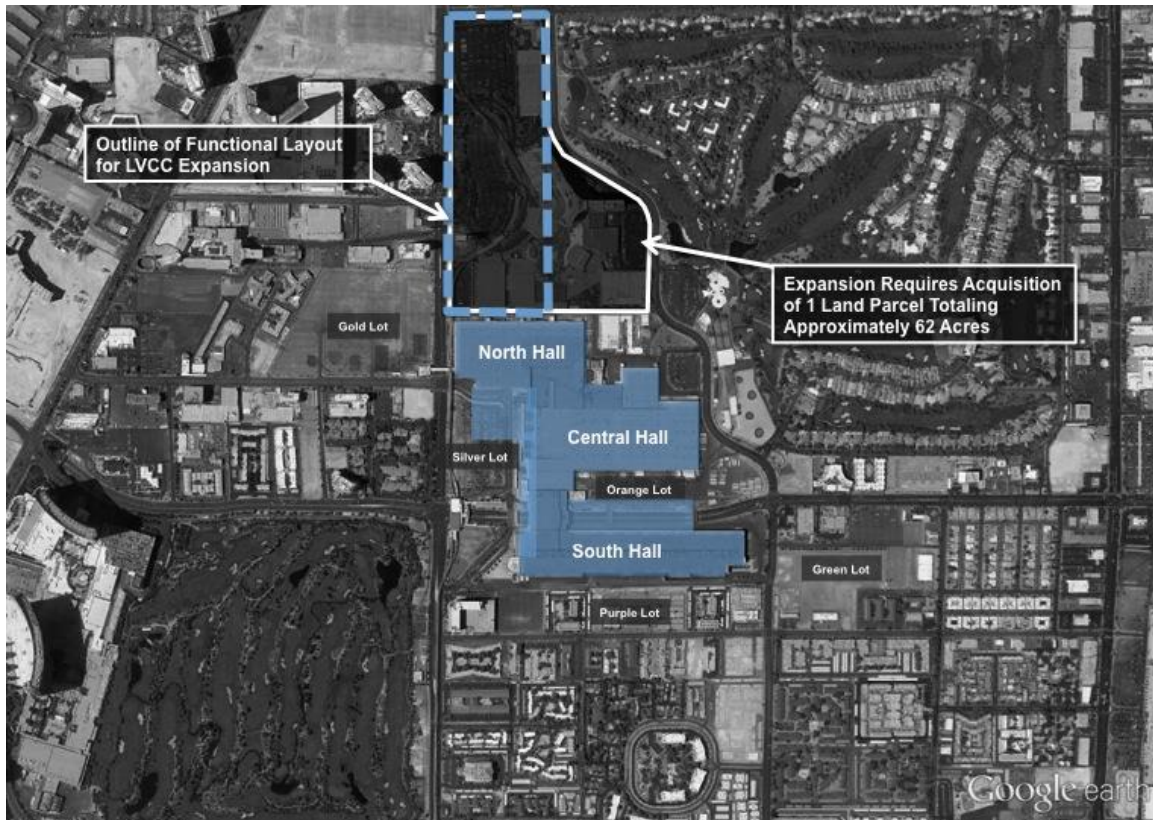 Outline of Functional Layout
for LVCC Expansion
Expansion Requires Acquisition
of 1 Land Parcel Totaling
Approximately 62 Acres
Gold Lot
North Hall
Central Hall
Silver Lot
Orange Lot
South Hall
Green Lot
Purple Lot
Google earth